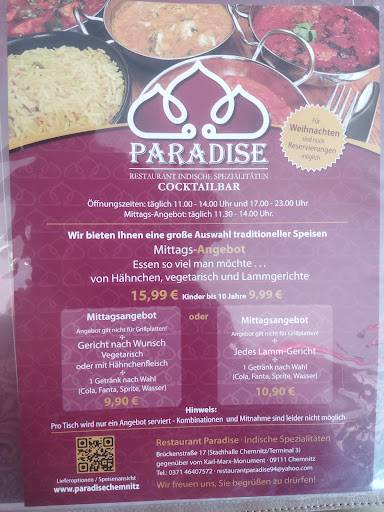 Für
Weihnachten
sind noch
Reservierungen
möglich
PARADISE
RESTAURANT INDISCHE SPEZIALITÄTEN
COCKTAILBAR
Öffnungszeiten: täglich 11.00 - 14.00 Uhr und 17.00 - 23.00 Uhr
Mittags-Angebot: täglich 11.30 - 14.00 Uhr.
Wir bieten Ihnen eine große Auswahl traditioneller Speisen
Mittags-Angebot
Essen so viel man möchte . . .
. . . von Hähnchen, vegetarisch und Lammgerichte
15,99 € Kinder bis 10 Jahre 9,99 €
Mittagsangebot
Angebot gilt nicht für Grillplatten!
Gericht nach Wunsch
Vegetarisch
oder mit Hähnchenfleisch
1 Getränk nach Wahl
(Cola, Fanta, Sprite, Wasser)
9,90 €
oder
Mittagsangebot
Angebot gilt nicht für Grillplatten!
Jedes Lamm-Gericht
1 Getränk nach Wahl
(Cola, Fanta, Sprite, Wasser)
10,90 €
Hinweis:
Pro Tisch wird nur ein Angebot serviert - Kombinationen und Mitnahme sind leider nicht möglich.
Lieferoptionen / Speisenansicht
www.paradisechemnitz
Restaurant Paradise · Indische Spezialitäten
Brückenstraße 17 (Stadthalle Chemnitz/Terminal 3)
gegenüber vom Karl-Marx-Monument · 09111 Chemnitz
Tel.: 0371 46407572 · restaurantparadise94@yahoo.com
Wir freuen uns, Sie begrüßen zu dürfen!